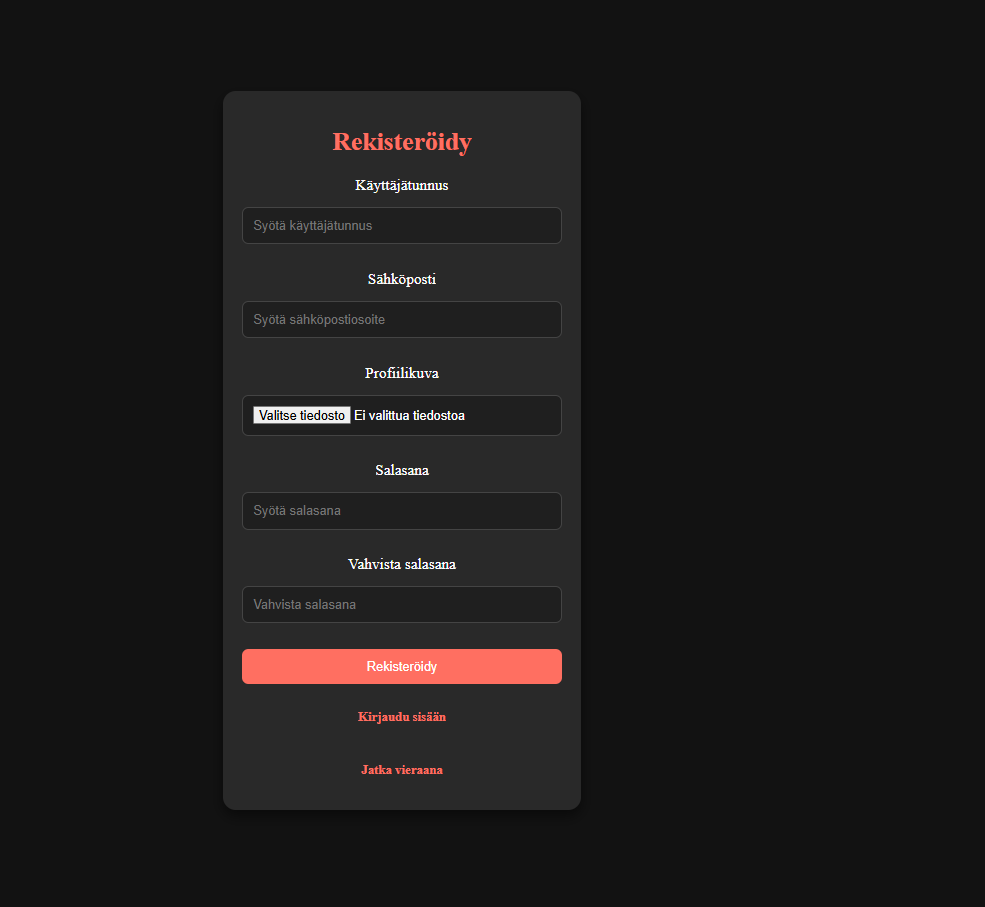 Rekisteröidy
Käyttäjätunnus
Syötä käyttäjätunnus
Sähköposti
Syötä sähköpostiosoite
Profiilikuva
Valitse tiedosto Ei valittua tiedostoa
Salasana
Syötä salasana
Vahvista salasana
Vahvista salasana
Rekisteröidy
Kirjaudu sisään
Jatka vieraana